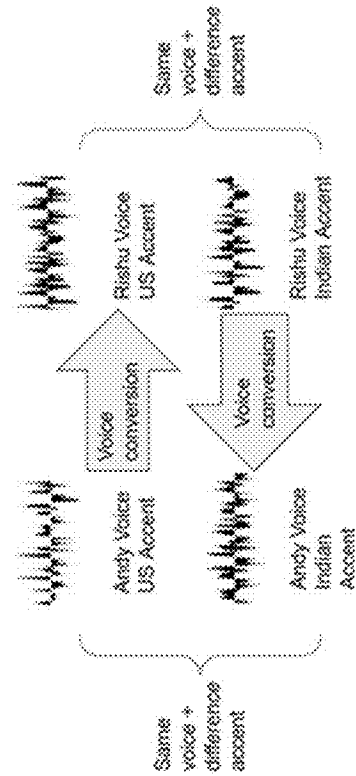 Same
voice +
difference
accent
Andy Voice
US Accent
Voice
conversion
Rishu Voice
US Accent
Andy Voice
Indian
Accent
Voice
conversion
Rishu Voice
Indian Accent
Same
voice +
difference
accent